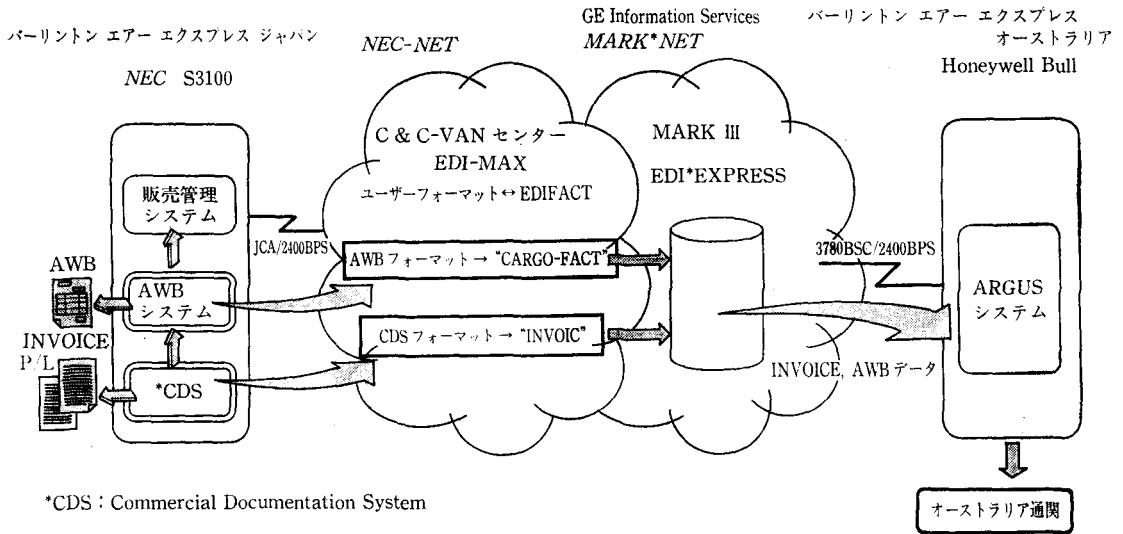 バーリントン エアー エクスプレス ジャパン
NEC S3100
NEC-NET
GE Information Services
MARK*NET
バーリントン エアー エクスプレス
オーストラリア
Honeywell Bull
C & C-VAN センター
EDI-MAX
ユーザーフォーマット↔EDIFACT
MARK III
EDI*EXPRESS
販売管理
システム
JCA/2400BPS
AWBフォーマット→"CARGO-FACT"
3780BSC/2400BPS
AWB
AWB
システム
ARGUS
システム
INVOICE
P/L
CDSフォーマット→"INVOIC"
*CDS
INVOICE, AWBデータ
*CDS：Commercial Documentation System
オーストラリア通関